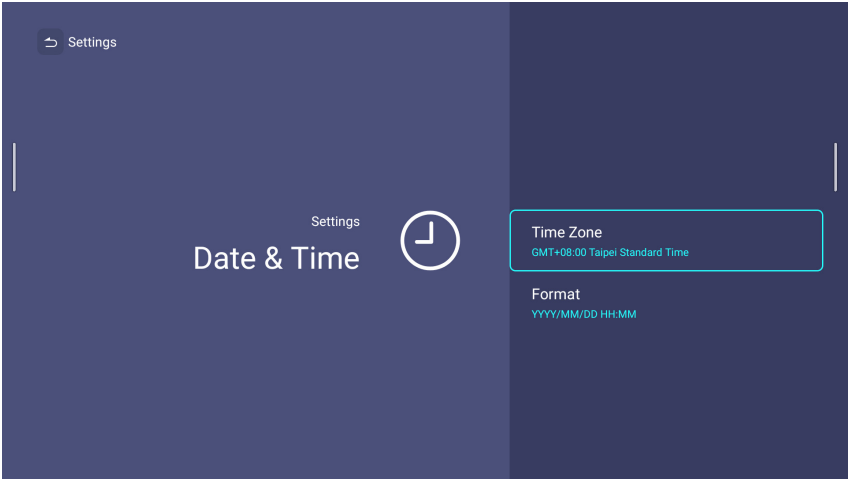 Settings
Settings
Date & Time
Time Zone
GMT+08:00 Taipei Standard Time
Format
YYYY/MM/DD HH:MM